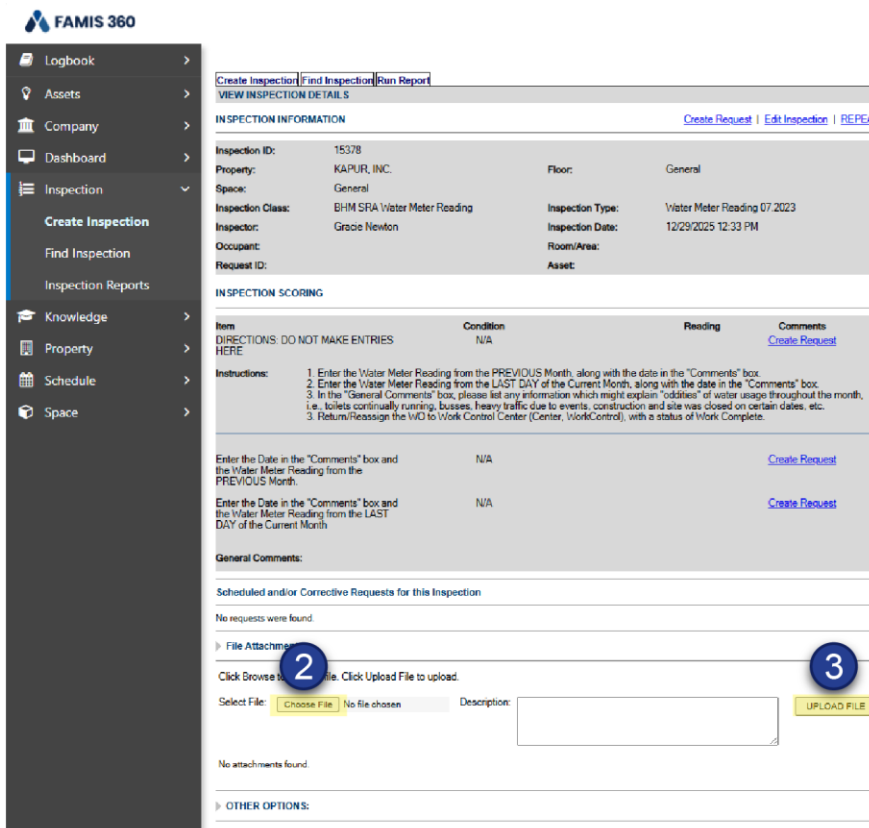 FAMIS 360
Logbook
Assets
Company
Dashboard
Inspection
Create Inspection
Find Inspection
Inspection Reports
Knowledge
Property
Schedule
Space
Create Inspection Find Inspection Run Report
VIEW INSPECTION DETAILS
INSPECTION INFORMATION Create Request | Edit Inspection |
Inspection ID: 15378
Property: KAPUR, INC. Floor: General
Space: General
Inspection Class: BHM SRA Water Meter Reading Inspection Type: Water Meter Reading 07.2023
Inspector: Gracie Newton Inspection Date: 12/29/2025 12:33 PM
Occupant: Room/Area:
Request ID: Asset:
INSPECTION SCORING
Item Condition Reading Comments
DIRECTIONS: DO NOT MAKE ENTRIES N/A Create Request
HERE
Instructions: 1. Enter the Water Meter Reading from the PREVIOUS Month, along with the date in the "Comments" box.
2. Enter the Water Meter Reading from the LAST DAY of the Current Month, along with the date in the "Comments" box.
3. In the "General Comments" box, please list any information which might explain "oddities" of water usage throughout the month,
i.e., toilets continually running, busses, heavy traffic due to events, construction and site was closed on certain dates, etc.
3. Return/Reassign the WO to Work Control Center (Center, WorkControl), with a status of Work Complete.
Enter the Date in the "Comments" box and N/A Create Request
the Water Meter Reading from the
PREVIOUS Month.
Enter the Date in the "Comments" box and N/A Create Request
the Water Meter Reading from the LAST
DAY of the Current Month
General Comments:
Scheduled and/or Corrective Requests for this Inspection
No requests were found.
File
2
3
Click Browse file. Click Upload File to upload.
Select File: Choose File No file chosen Description: UPLOAD FILE
No attachments found.
OTHER OPTIONS: